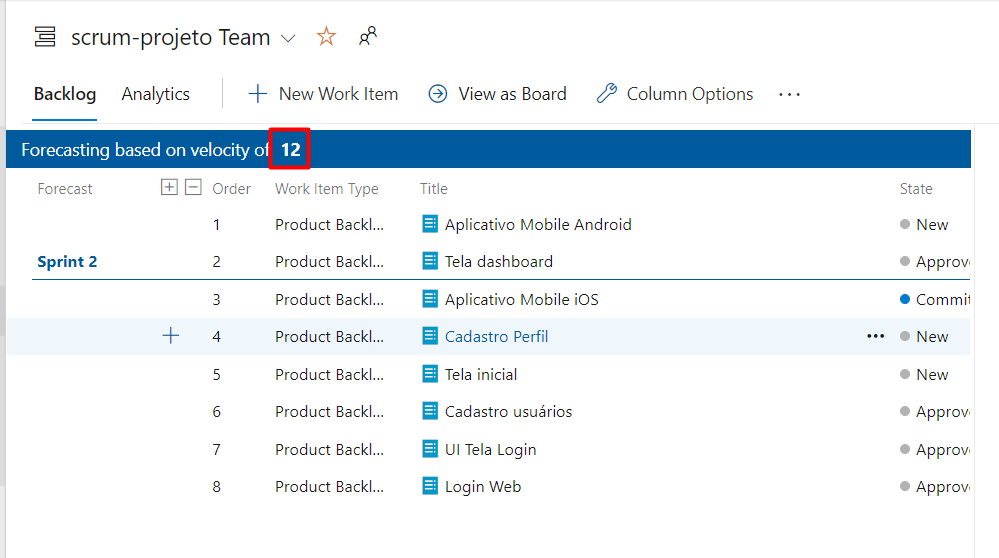 scrum-projeto Team
Backlog Analytics New Work Item View as Board Column Options ...
Forecasting based on velocity of 12
Forecast Order Work Item Type Title State
1 Product Backl... Aplicativo Mobile Android New
Sprint 2 2 Product Backl... Tela dashboard Approv
3 Product Backl... Aplicativo Mobile iOS Commit
4 Product Backl... Cadastro Perfil ... New
5 Product Backl... Tela inicial New
6 Product Backl... Cadastro usuários Approv
7 Product Backl... UI Tela Login Approv
8 Product Backl... Login Web Approv